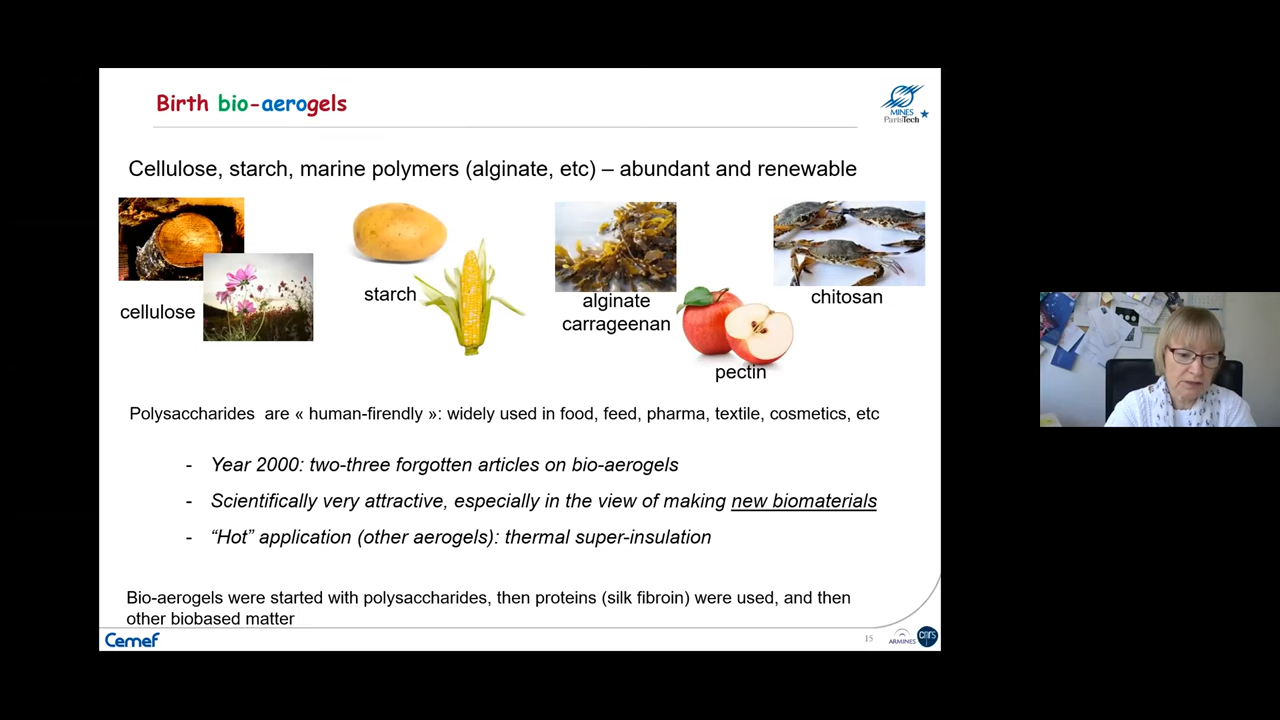 Birth bio-aerogels
MINES
ParisTech
Cellulose, starch, marine polymers (alginate, etc) – abundant and renewable
cellulose
starch
alginate
carrageenan
pectin
chitosan
Polysaccharides are « human-firendly »: widely used in food, feed, pharma, textile, cosmetics, etc
- Year 2000: two-three forgotten articles on bio-aerogels
- Scientifically very attractive, especially in the view of making new biomaterials
- “Hot” application (other aerogels): thermal super-insulation
Bio-aerogels were started with polysaccharides, then proteins (silk fibroin) were used, and then
other biobased matter
Cemef
15
ARMINES
cnrs